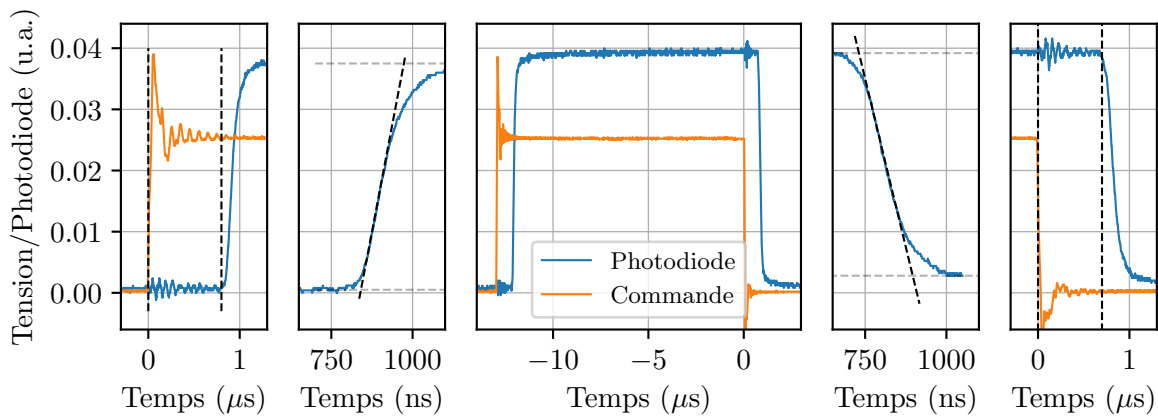 Tension/Photodiode (u.a.)
0.04
0.03
0.02
0.01
0.00
0 1
750 1000
−10 −5 0
750 1000
0 1
Photodiode
Commande
Temps (μs)
Temps (ns)
Temps (μs)
Temps (ns)
Temps (μs)